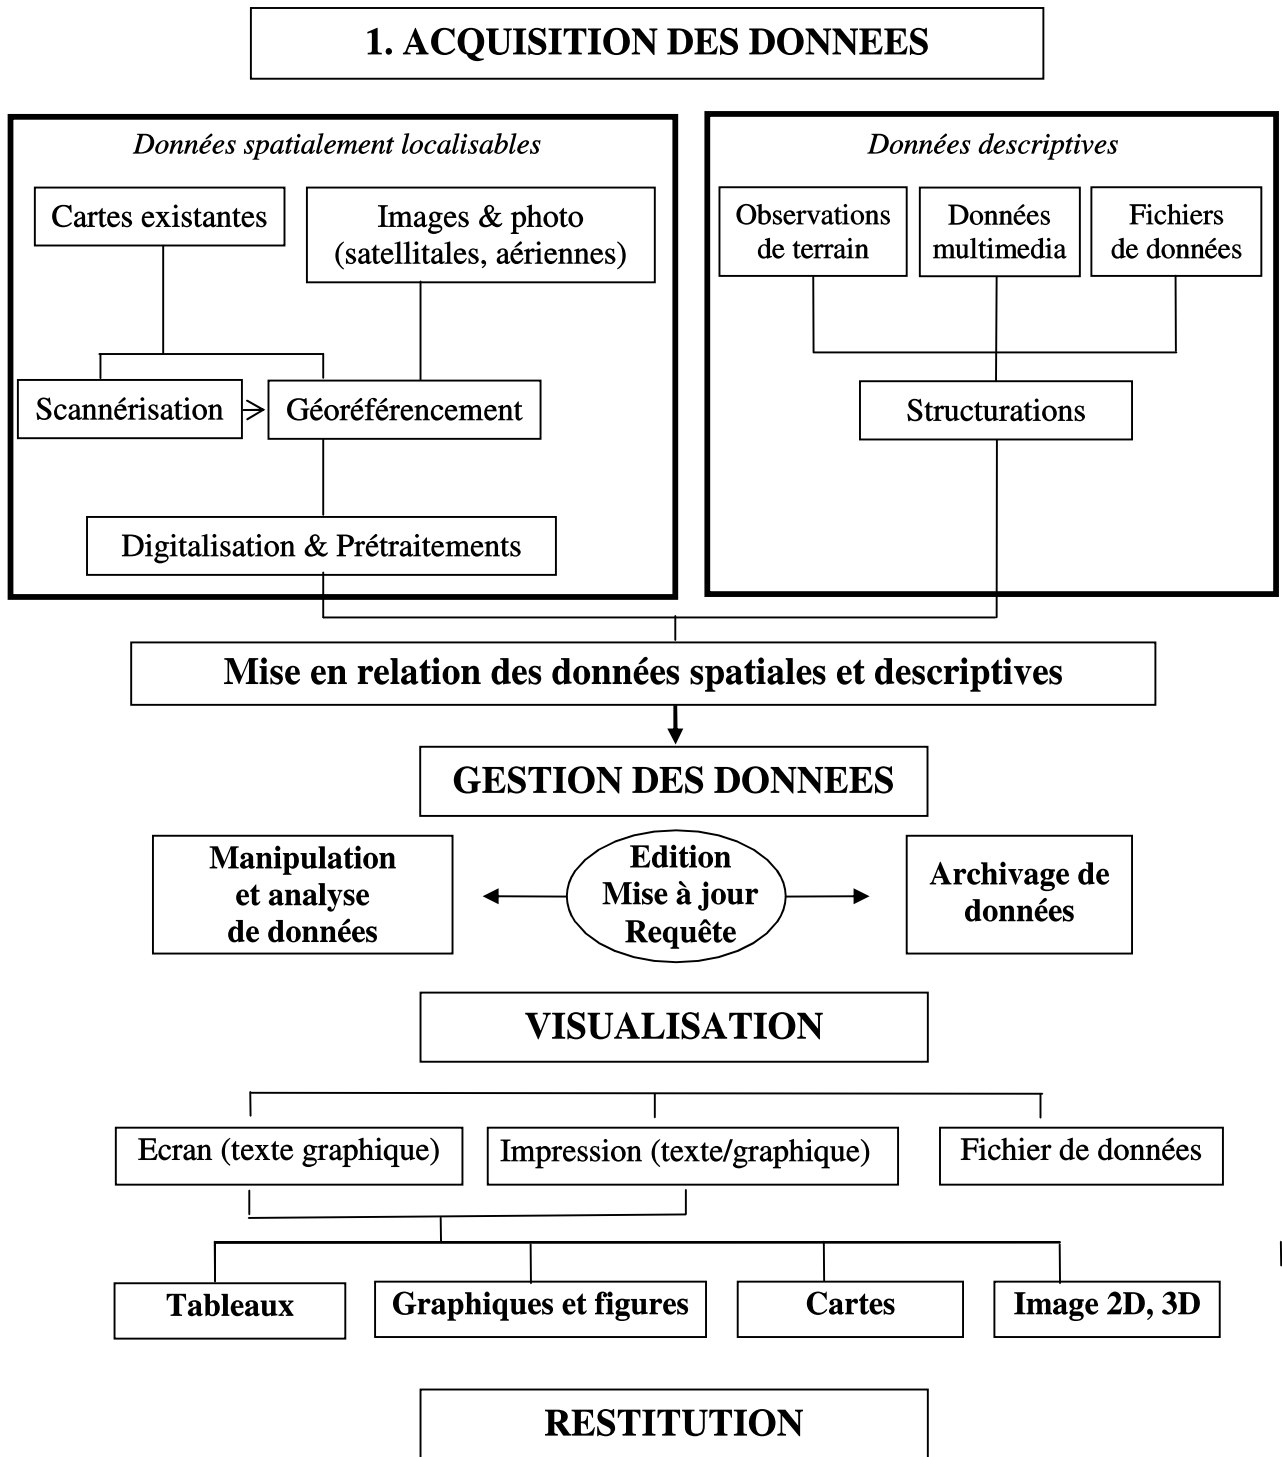 1. ACQUISITION DES DONNEES
Données spatialement localisables
Cartes existantes
Images & photo
(satellitales, aériennes)
Scannérisation
Géoréférencement
Digitalisation & Prétraitements
Données descriptives
Observations
de terrain
Données
multimedia
Fichiers
de données
Structurations
Mise en relation des données spatiales et descriptives
GESTION DES DONNEES
Manipulation
et analyse
de données
Edition
Mise à jour
Requête
Archivage de
données
VISUALISATION
Ecran (texte graphique)
Impression (texte/graphique)
Fichier de données
Tableaux
Graphiques et figures
Cartes
Image 2D, 3D
RESTITUTION